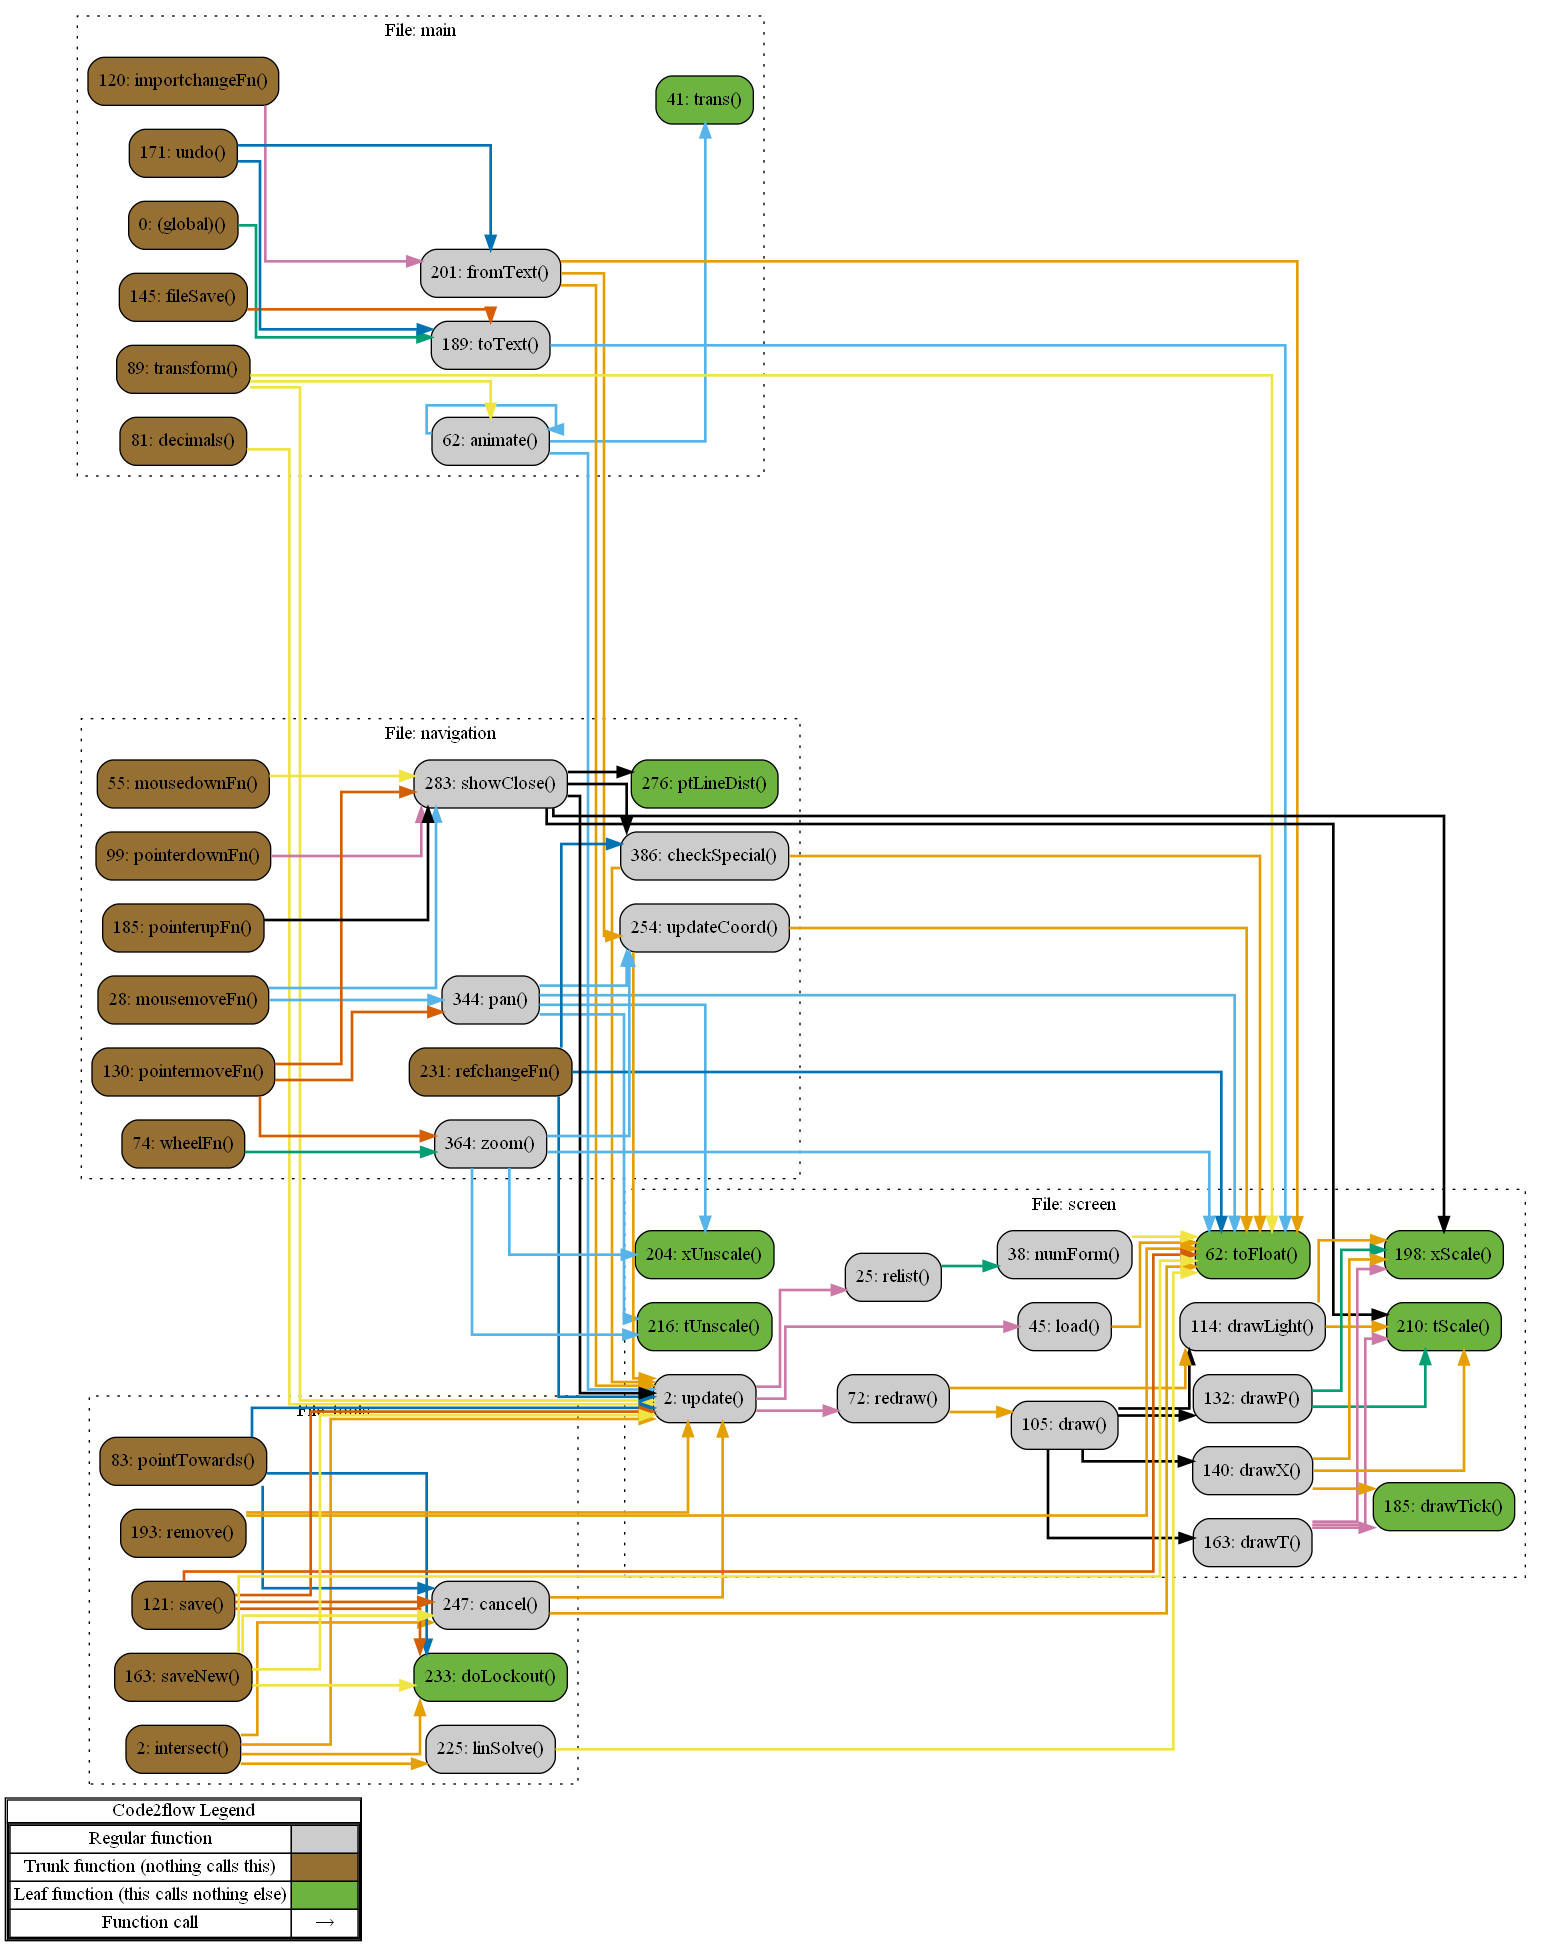 File: main
120: importchangeFn()
41: trans()
171: undo()
0: (global)()
201: fromText()
145: fileSave()
189: toText()
89: transform()
81: decimals()
62: animate()
File: navigation
55: mousedownFn()
283: showClose()
276: ptLineDist()
99: pointerdownFn()
386: checkSpecial()
185: pointerupFn()
254: updateCoord()
28: mousemoveFn()
344: pan()
130: pointermoveFn()
231: refchangeFn()
74: wheelFn()
364: zoom()
File: screen
204: xUnscale()
38: numForm()
62: toFloat()
198: xScale()
25: relist()
216: tUnscale()
45: load()
114: drawLight()
210: tScale()
2: update()
72: redraw()
132: drawP()
105: draw()
140: drawX()
185: drawTick()
163: drawT()
File: tools
83: pointTowards()
193: remove()
121: save()
247: cancel()
163: saveNew()
233: doLockout()
2: intersect()
225: linSolve()
Code2flow Legend
Regular function
Trunk function (nothing calls this)
Leaf function (this calls nothing else)
Function call →